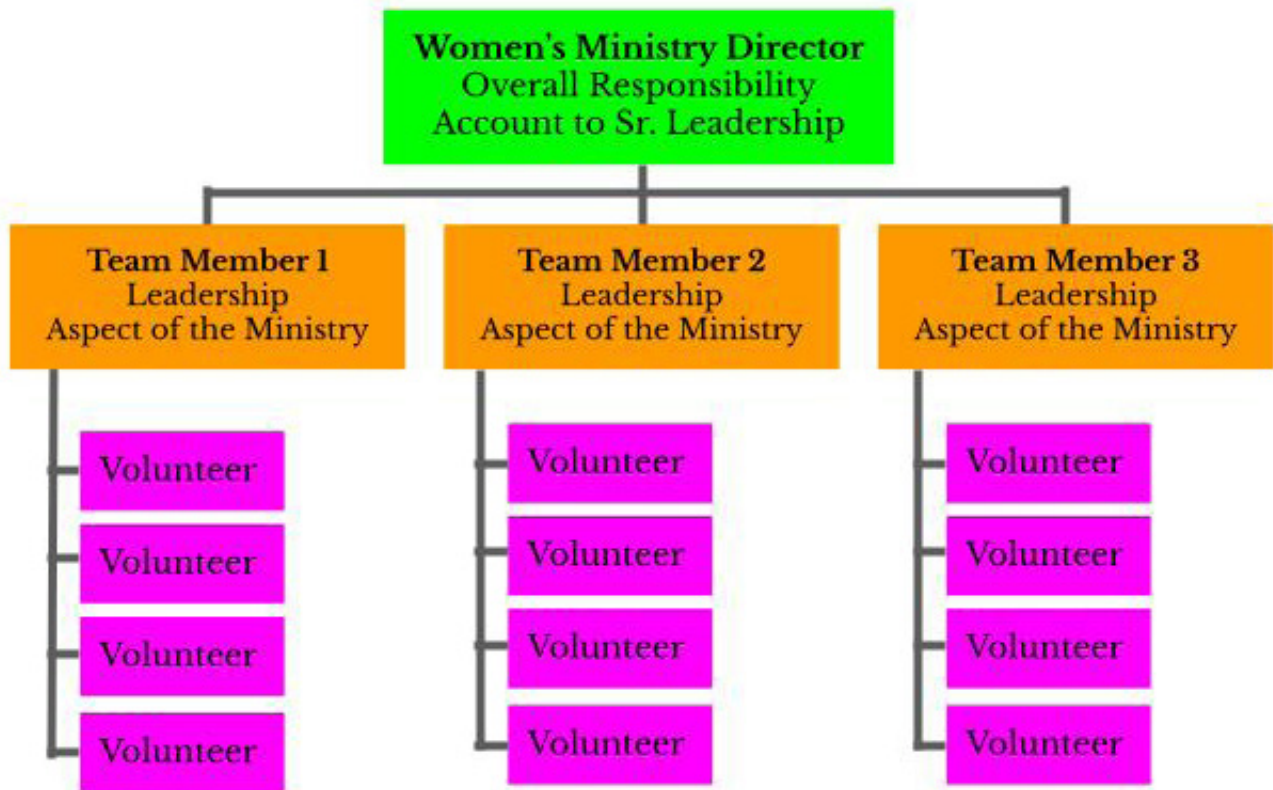 Women's Ministry Director
Overall Responsibility
Account to Sr. Leadership
Team Member 1
Leadership
Aspect of the Ministry
Team Member 2
Leadership
Aspect of the Ministry
Team Member 3
Leadership
Aspect of the Ministry
Volunteer
Volunteer
Volunteer
Volunteer
Volunteer
Volunteer
Volunteer
Volunteer
Volunteer
Volunteer
Volunteer
Volunteer